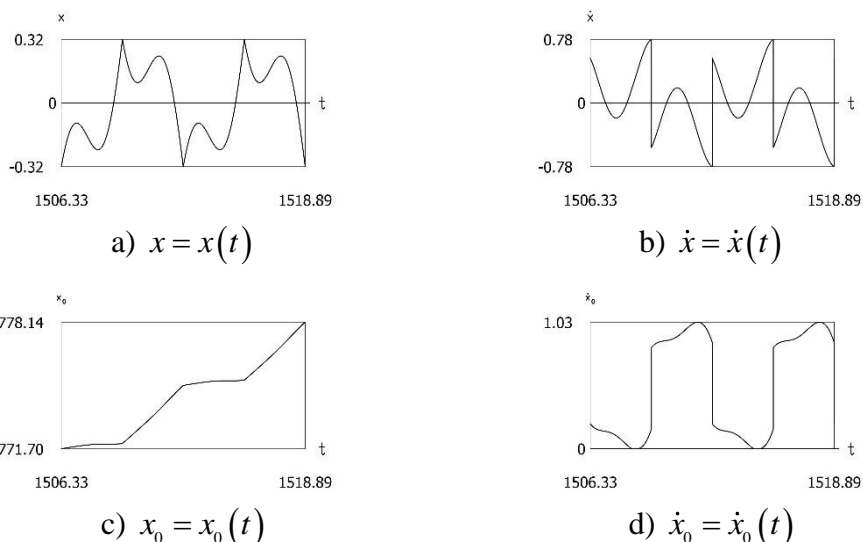 x
ẋ
0.32
0.78
0
t
0
t
-0.32
-0.78
1506.33
1518.89
1506.33
1518.89
a) x = x(t)
b) ẋ = ẋ(t)
x₀
ẋ₀
778.14
1.03
771.70
t
0
t
1506.33
1518.89
1506.33
1518.89
c) x₀ = x₀(t)
d) ẋ₀ = ẋ₀(t)